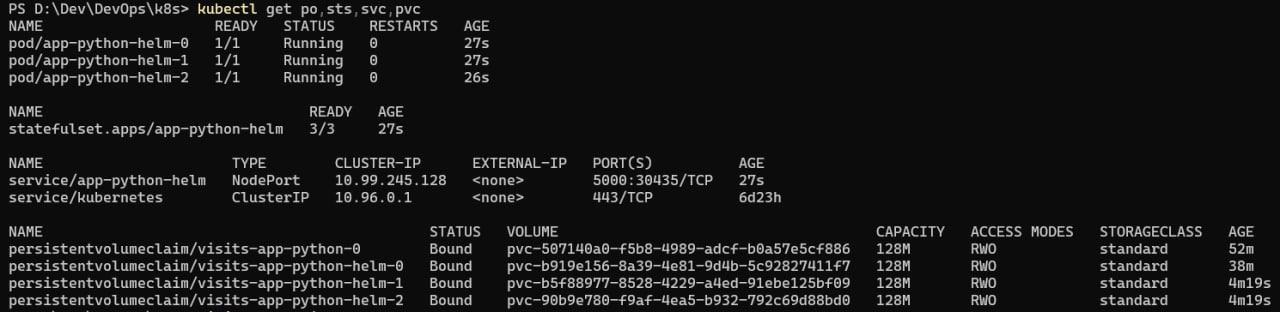 PS D:\Dev\DevOps\k8s> kubectl get po,sts,svc,pvc
NAME READY STATUS RESTARTS AGE
pod/app-python-helm-0 1/1 Running 0 27s
pod/app-python-helm-1 1/1 Running 0 27s
pod/app-python-helm-2 1/1 Running 0 26s
NAME READY AGE
statefulset.apps/app-python-helm 3/3 27s
NAME TYPE CLUSTER-IP EXTERNAL-IP PORT(S) AGE
service/app-python-helm NodePort 10.99.245.128 <none> 5000:30435/TCP 27s
service/kubernetes ClusterIP 10.96.0.1 <none> 443/TCP 6d23h
NAME STATUS VOLUME CAPACITY ACCESS MODES STORAGECLASS AGE
persistentvolumeclaim/visits-app-python-0 Bound pvc-507140a0-f5b8-4989-adcf-b0a57e5cf886 128M RWO standard 52m
persistentvolumeclaim/visits-app-python-helm-0 Bound pvc-b919e156-8a39-4e81-9d4b-5c92827411f7 128M RWO standard 38m
persistentvolumeclaim/visits-app-python-helm-1 Bound pvc-b5f88977-8528-4229-a4ed-91ebe125bf09 128M RWO standard 4m19s
persistentvolumeclaim/visits-app-python-helm-2 Bound pvc-90b9e780-f9af-4ea5-b932-792c69d88bd0 128M RWO standard 4m19s